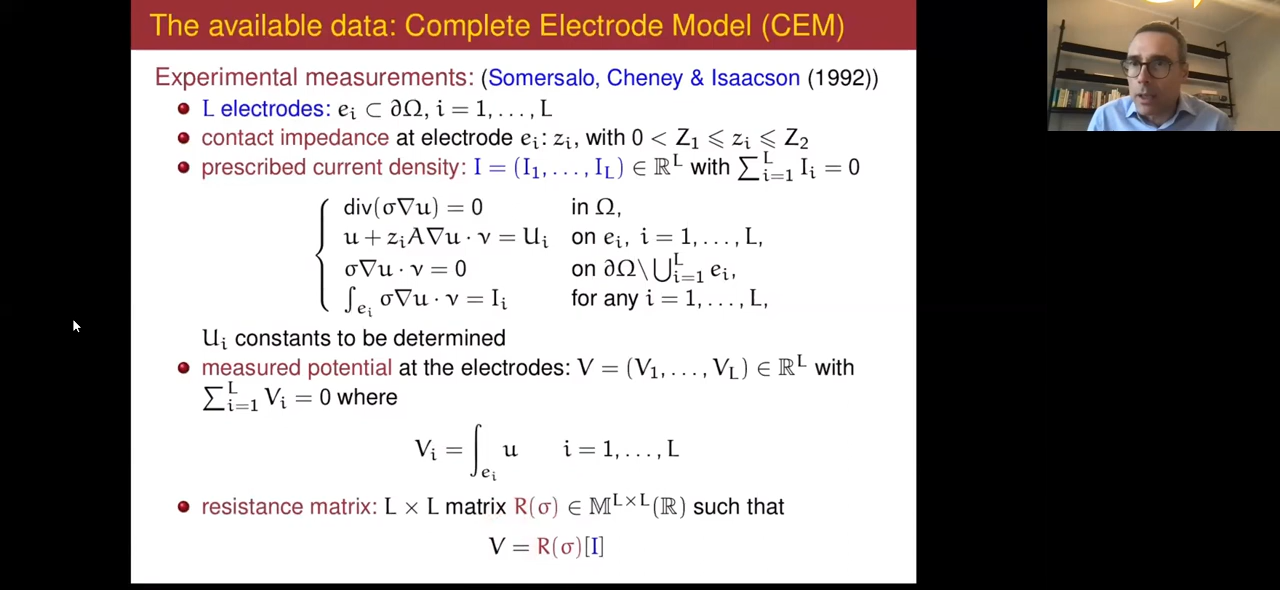 The available data: Complete Electrode Model (CEM)
Experimental measurements: (Somersalo, Cheney & Isaacson (1992))
L electrodes: eᵢ ⊂ ∂Ω, i = 1, . . . , L
contact impedance at electrode eᵢ: zᵢ, with 0 < Z₁ ⩽ zᵢ ⩽ Z₂
prescribed current density: I = (I₁, . . . , I_L) ∈ ℝᴸ with ∑ᵢ₌₁ᴸ Iᵢ = 0
div(σ∇u) = 0 in Ω,
u + zᵢA∇u · ν = Uᵢ on eᵢ, i = 1, . . . , L,
σ∇u · ν = 0 on ∂Ω\⋃ᵢ₌₁ᴸ eᵢ,
∫_{eᵢ} σ∇u · ν = Iᵢ for any i = 1, . . . , L,
Uᵢ constants to be determined
measured potential at the electrodes: V = (V₁, . . . , V_L) ∈ ℝᴸ with
∑ᵢ₌₁ᴸ Vᵢ = 0 where
Vᵢ = ∫_{eᵢ} u i = 1, . . . , L
resistance matrix: L × L matrix R(σ) ∈ 𝕄ᴸˣᴸ(ℝ) such that
V = R(σ)[I]